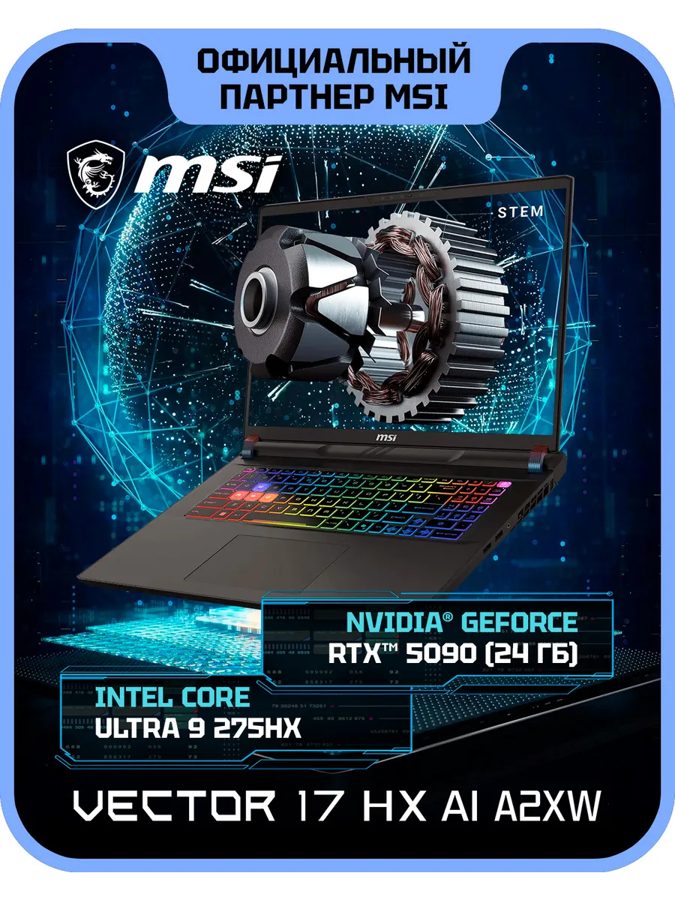 ОФИЦИАЛЬНЫЙ
ПАРТНЕР MSI
msi
STEM
msi
NVIDIA® GEFORCE
RTX™ 5090 (24 ГБ)
INTEL CORE
ULTRA 9 275HX
VECTOR 17 HX AI A2XW